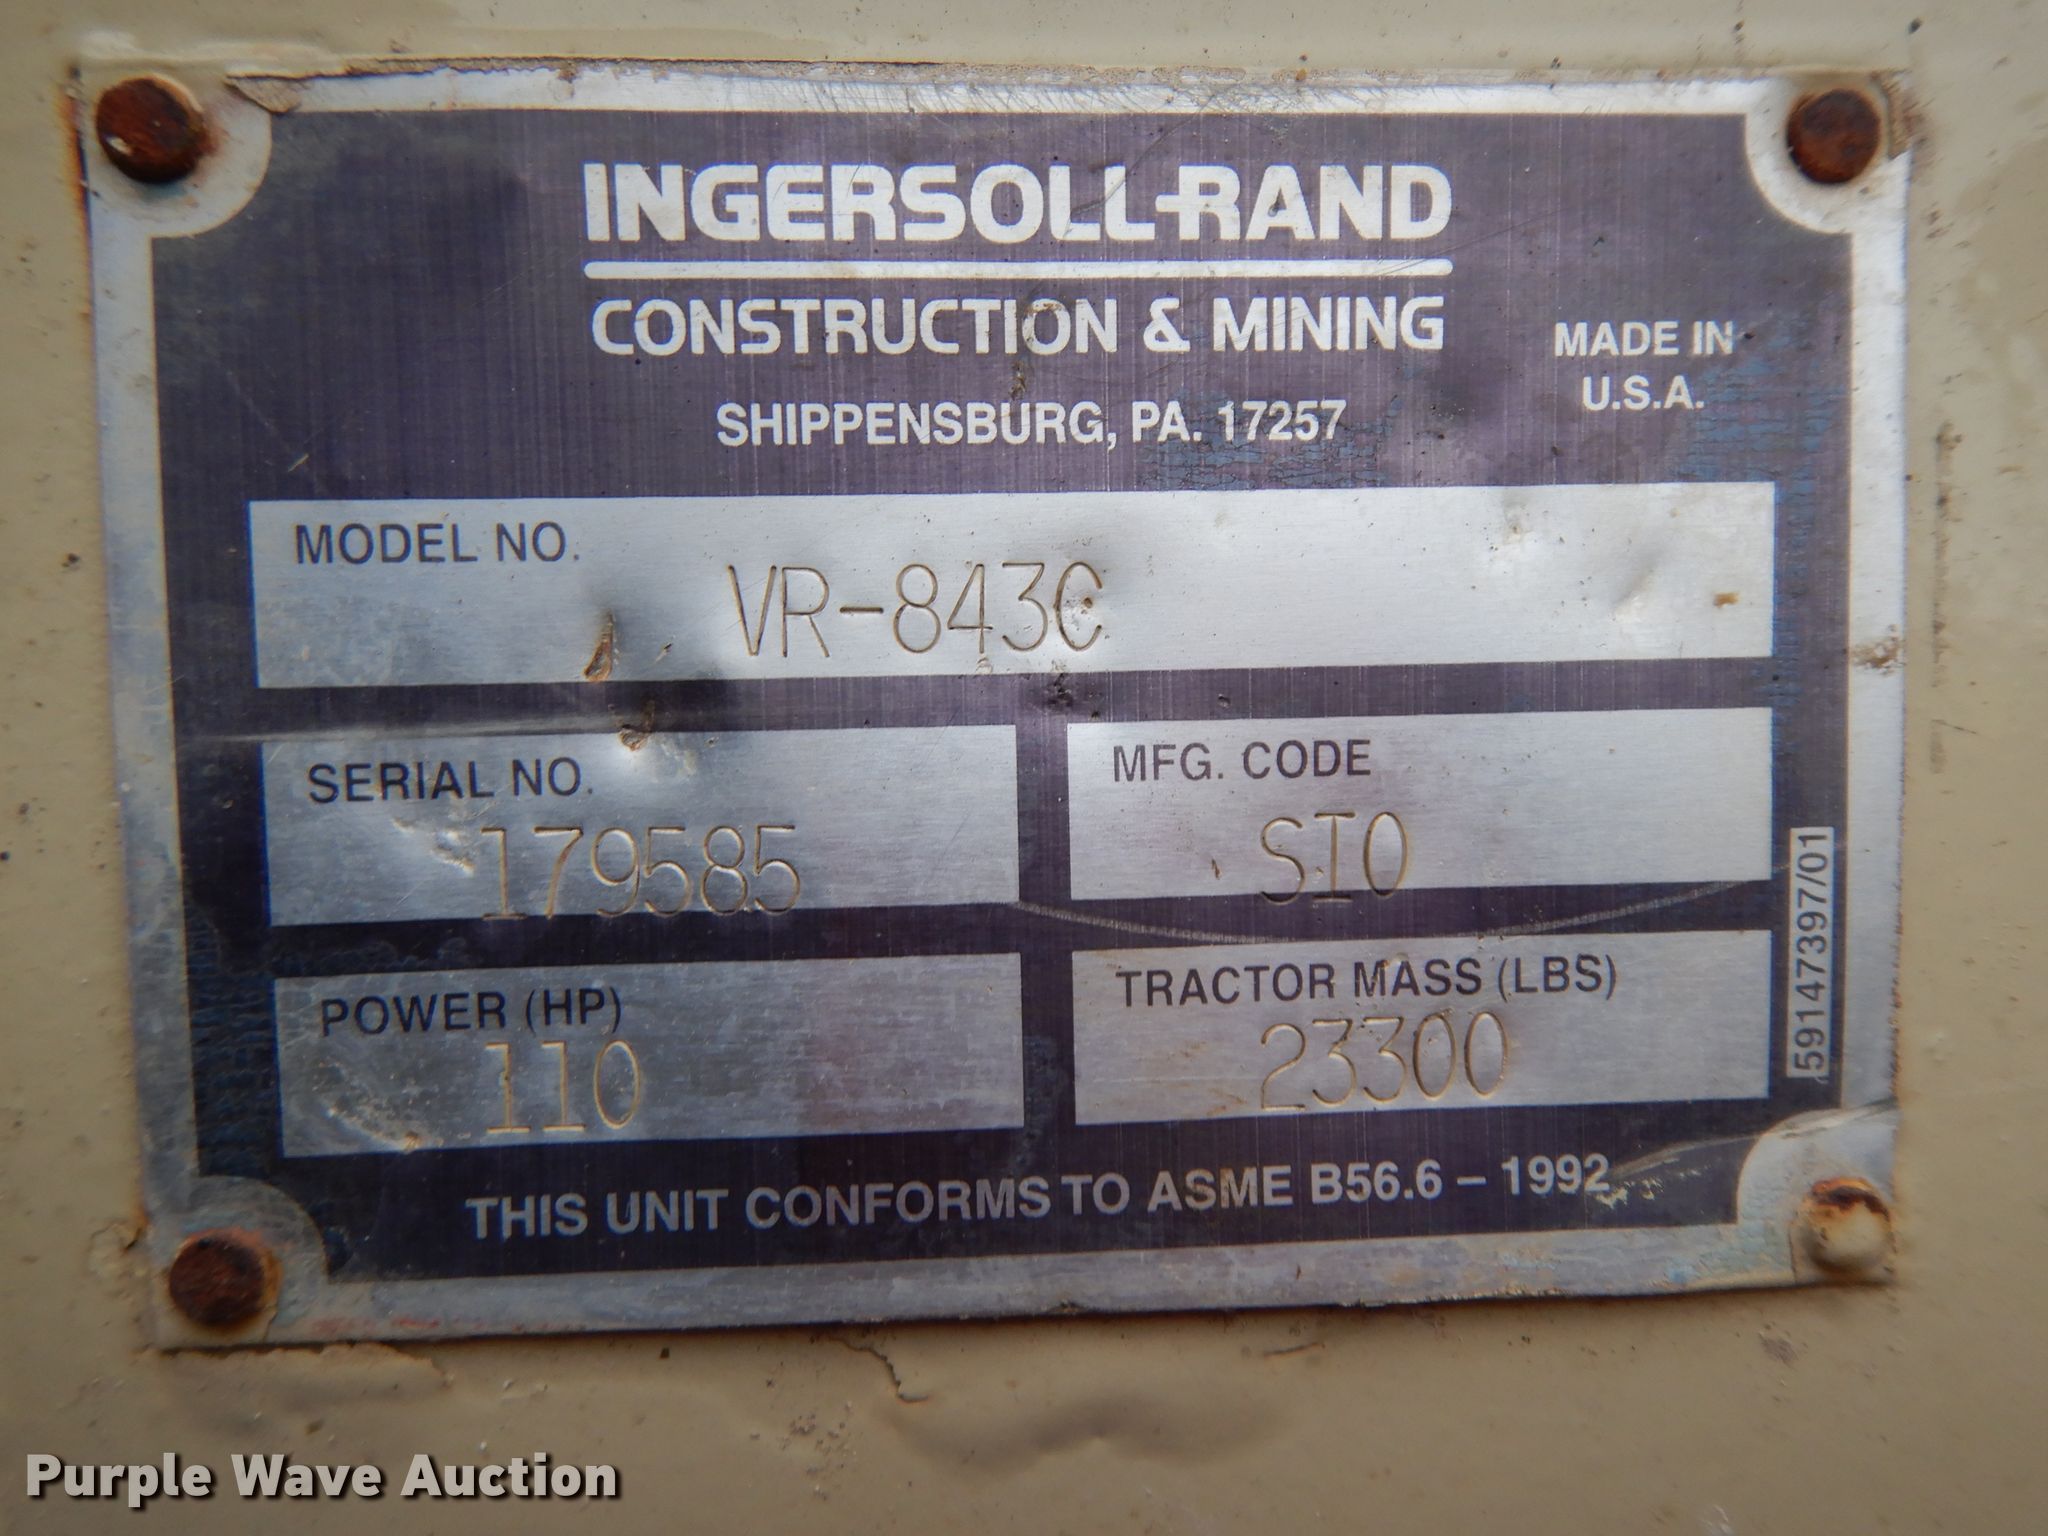 INGERSOLL-RAND
CONSTRUCTION & MINING
MADE IN
U.S.A.
SHIPPENSBURG, PA. 17257
MODEL NO.
VR-843C
SERIAL NO.
179585
MFG. CODE
SIO
POWER (HP)
110
TRACTOR MASS (LBS)
23300
59147397/01
THIS UNIT CONFORMS TO ASME B56.6 – 1992
Purple Wave Auction